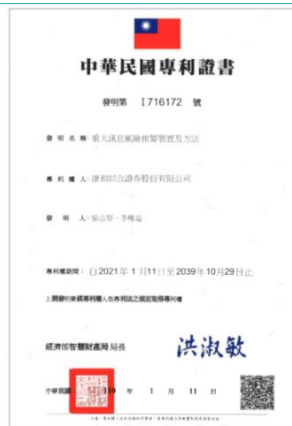 中華民國專利證書
發明第 I716172 號
發明名稱:重大訊息風險預警裝置及方法
專利權人:康和綜合證券股份有限公司
發明人:
專利權期間:自2021年1月11日至2039年10月29日止
上開發明業經專利權人依專利法之規定取得專利權
經濟部智慧財產局局長
洪淑敏
中華民國 110 年 1 月 11 日